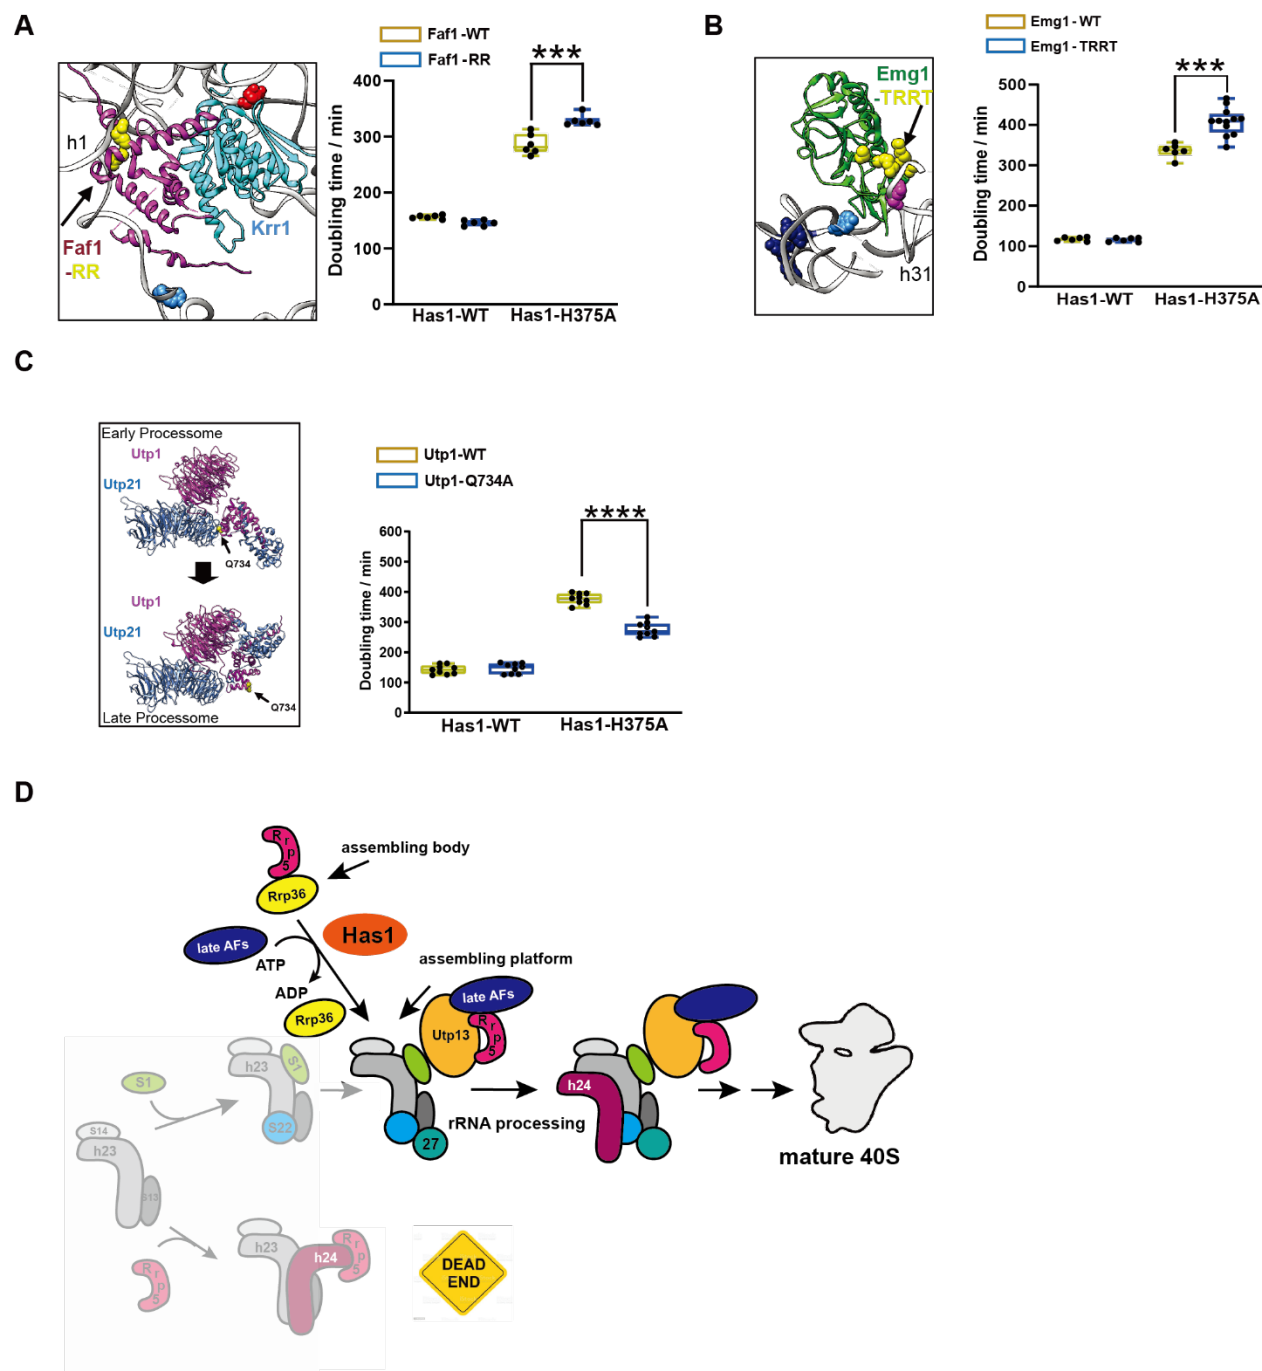 A
Faf1-WT
Faf1-RR
h1
Faf1
-RR
Krr1
***
Doubling time / min
400
300
200
100
0
Has1-WT
Has1-H375A
B
Emg1-WT
Emg1-TRRT
Emg1
-TRRT
h31
***
Doubling time / min
500
400
300
200
100
0
Has1-WT
Has1-H375A
C
Early Processome
Utp1
Utp21
Q734
Utp1
Utp21
Q734
Late Processome
Utp1-WT
Utp1-Q734A
****
Doubling time / min
600
500
400
300
200
100
0
Has1-WT
Has1-H375A
D
Rrp5
assembling body
Rrp36
Has1
late AFs
ATP
ADP
Rrp36
assembling platform
late AFs
Utp13
Rrp5
S1
h23
S1
S22
S14
h23
S13
h24
rRNA processing
27
mature 40S
Rrp5
h23
h24
Rrp5
DEAD
END